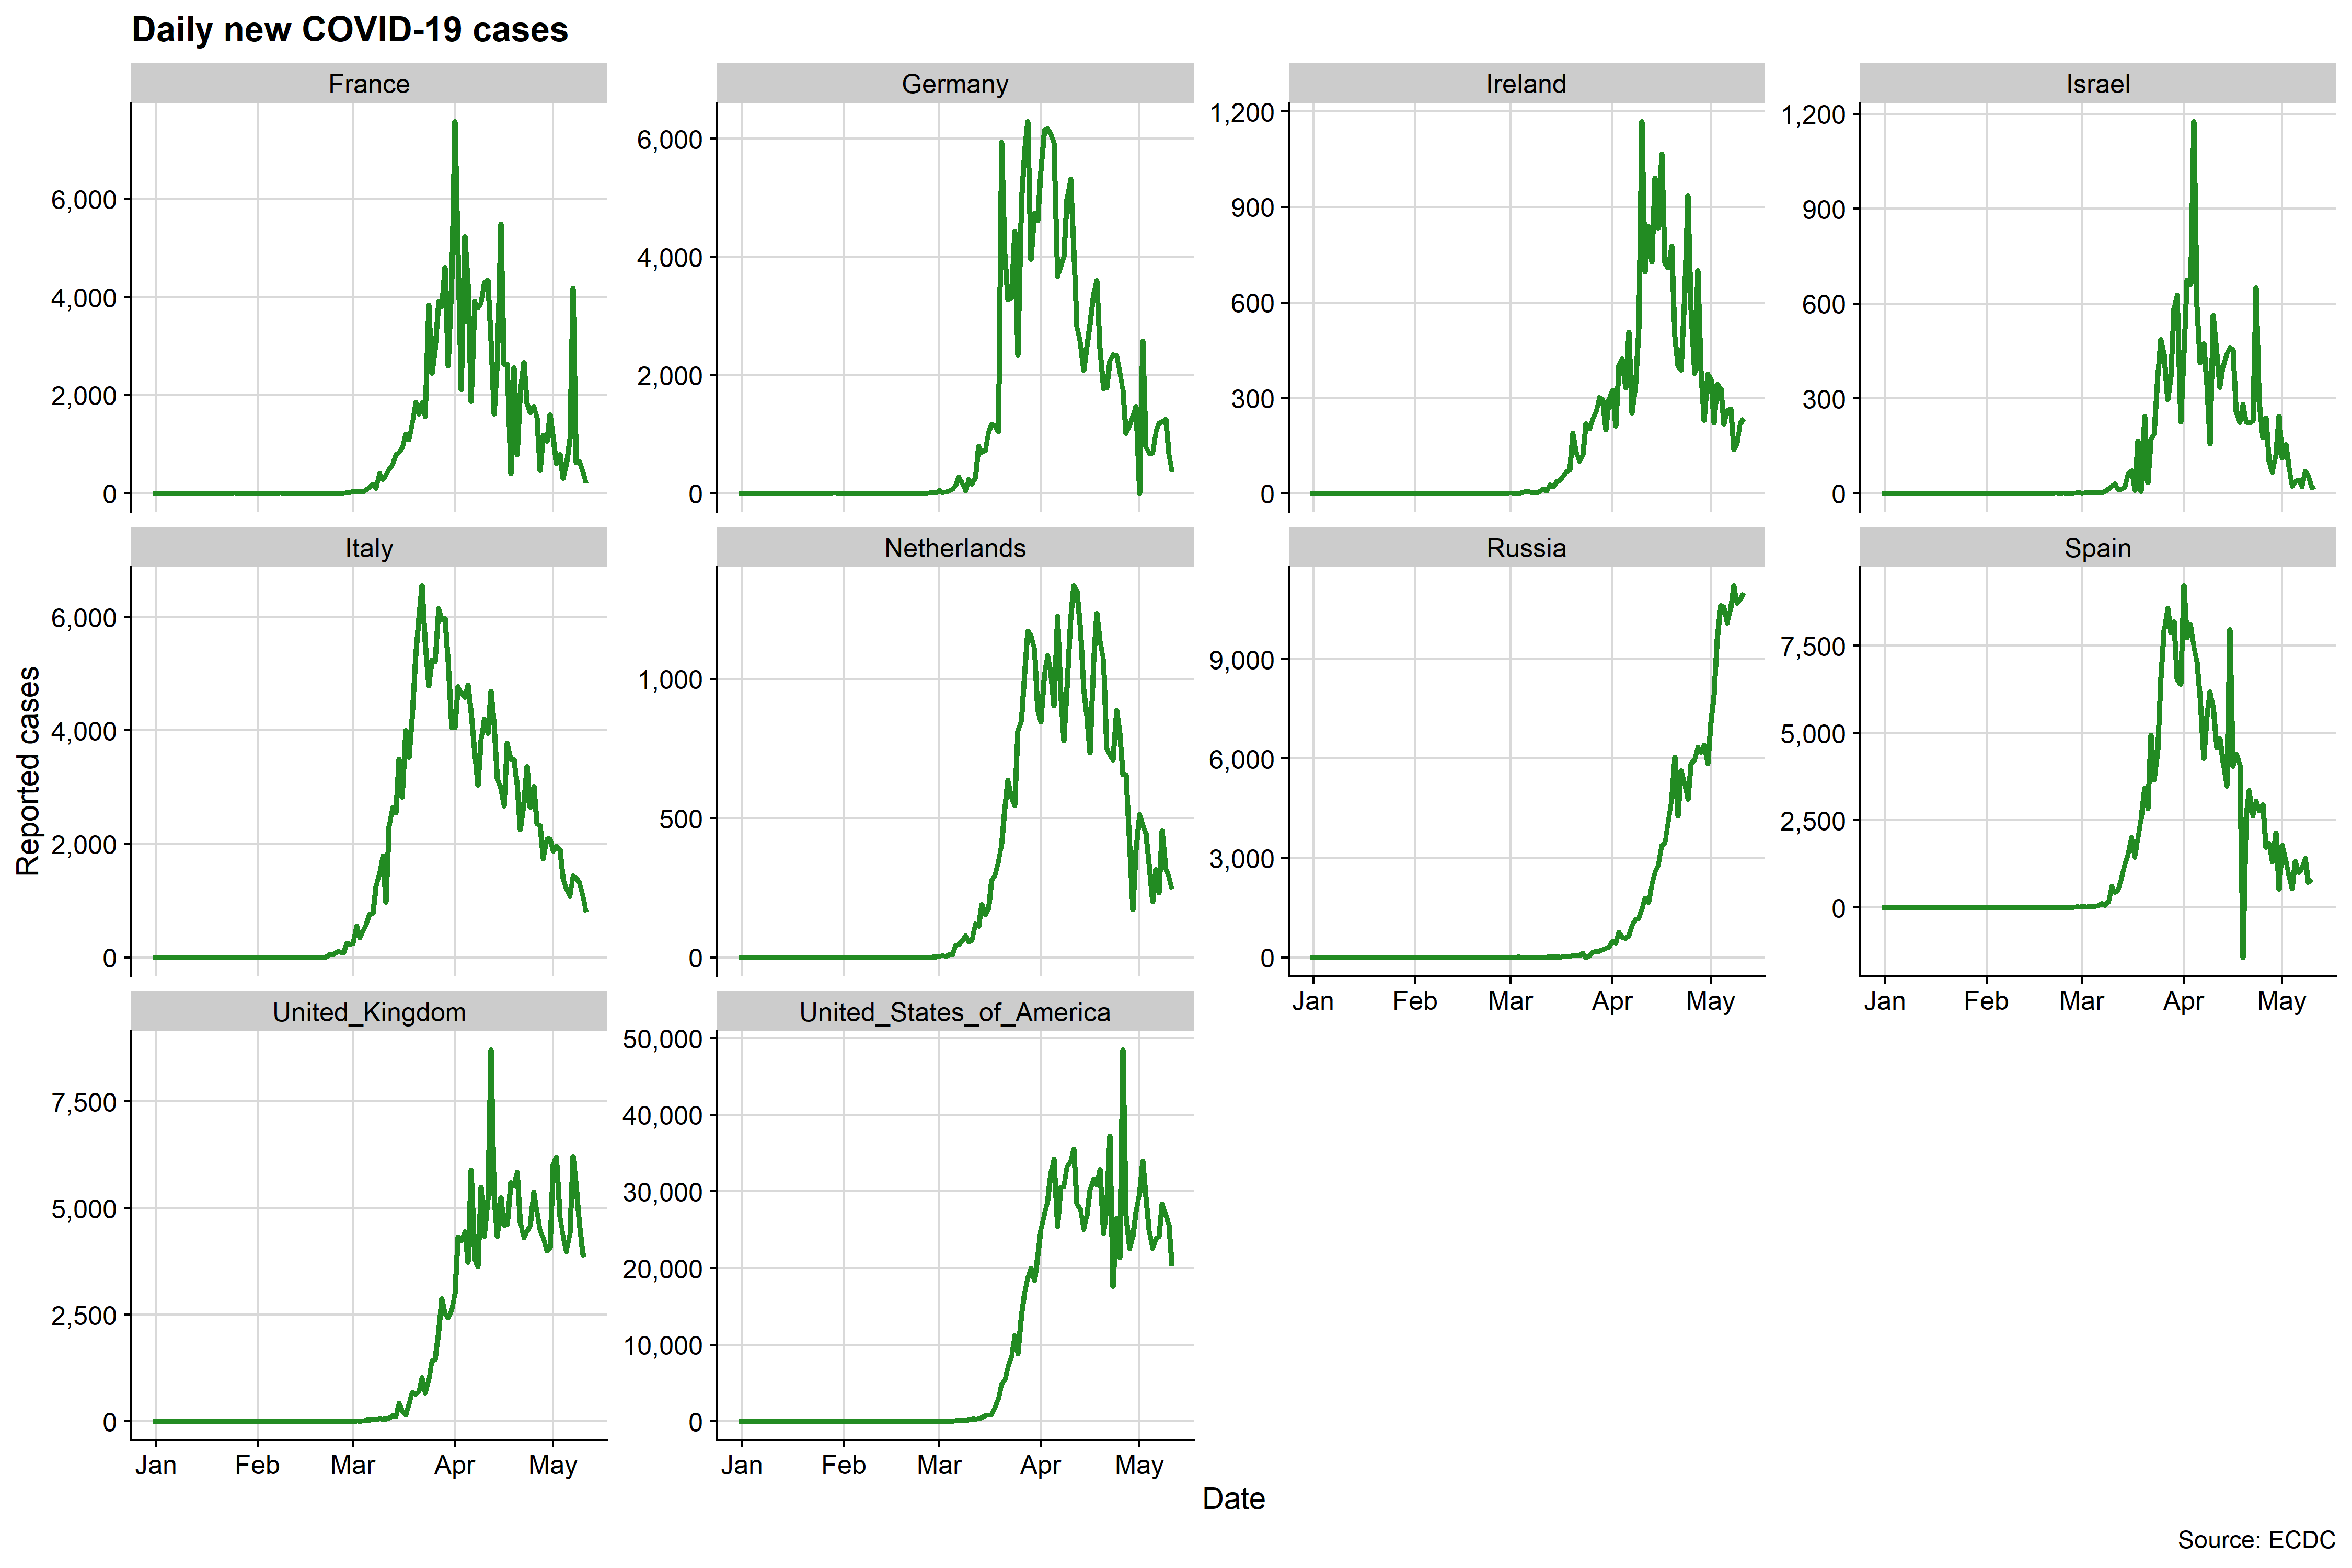 Daily new COVID-19 cases
France
Germany
Ireland
Israel
6,000
4,000
2,000
0
6,000
4,000
2,000
0
1,200
900
600
300
0
1,200
900
600
300
0
Italy
Netherlands
Russia
Spain
Reported cases
6,000
4,000
2,000
0
1,000
500
0
9,000
6,000
3,000
0
Jan Feb Mar Apr May
7,500
5,000
2,500
0
Jan Feb Mar Apr May
United_Kingdom
United_States_of_America
7,500
5,000
2,500
0
Jan Feb Mar Apr May
50,000
40,000
30,000
20,000
10,000
0
Jan Feb Mar Apr May
Date
Source: ECDC